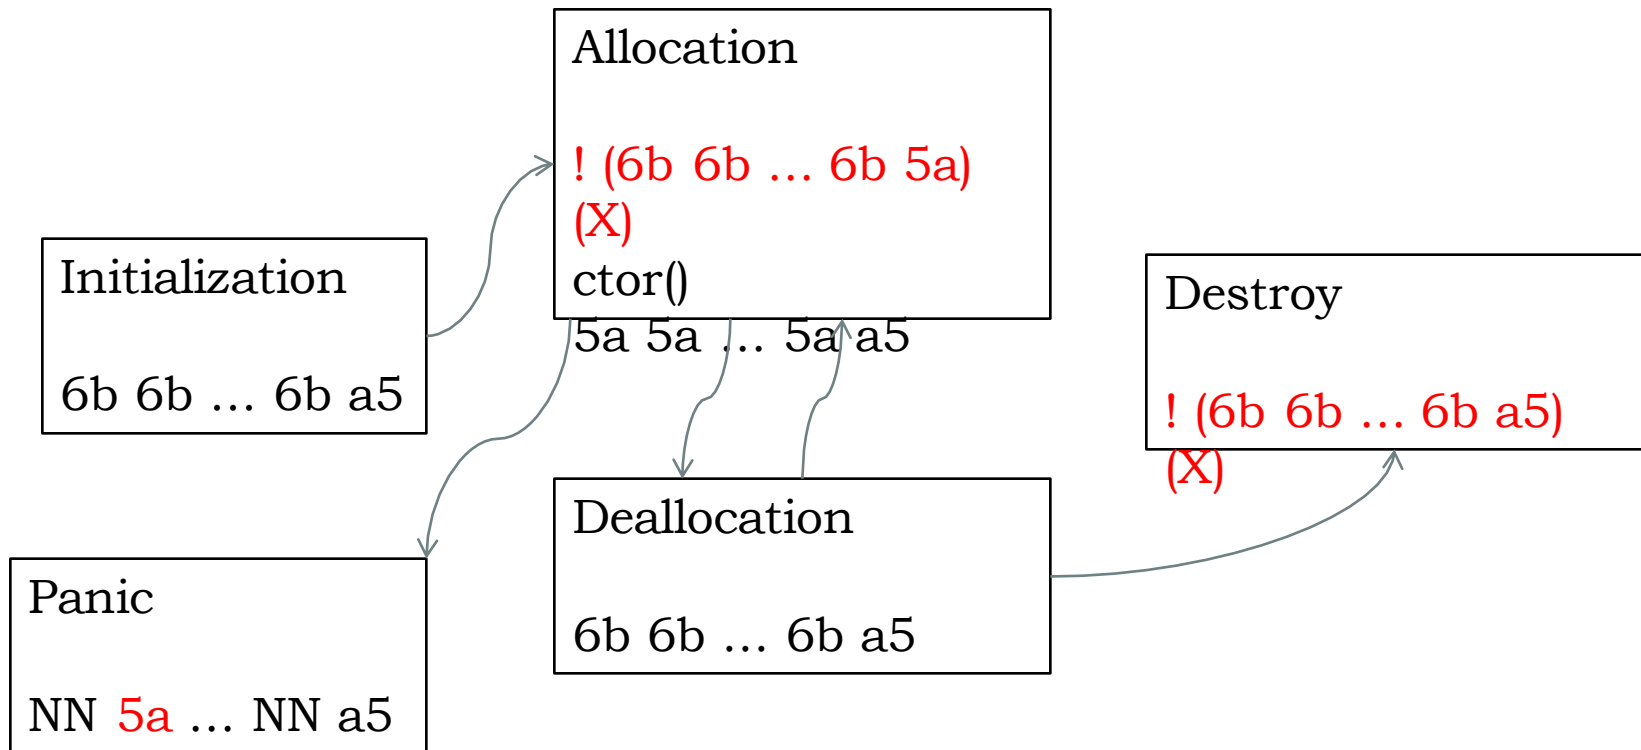 Allocation
! (6b 6b … 6b 5a)
(X)
ctor()
5a 5a … 5a a5
Initialization
6b 6b … 6b a5
Destroy
! (6b 6b … 6b a5)
(X)
Deallocation
6b 6b … 6b a5
Panic
NN 5a … NN a5